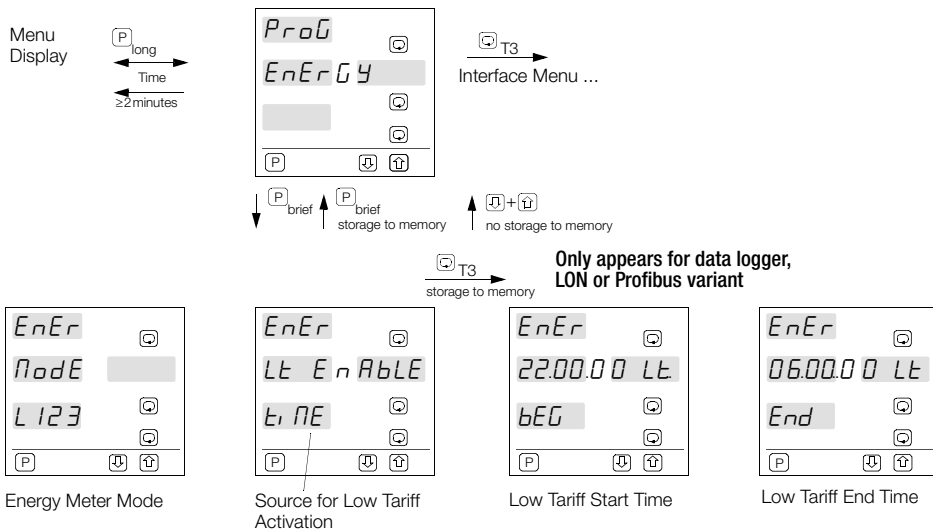 Menu
Display
P
long
Time
≥2minutes
ProG
EnErGY
P
T3
Interface Menu ...
P
brief
P
brief
storage to memory
+
no storage to memory
T3
storage to memory
Only appears for data logger,
LON or Profibus variant
EnEr
ModE
L123
P
Energy Meter Mode
EnEr
Lt EnAbLE
tiME
P
Source for Low Tariff
Activation
EnEr
22.00.00 Lt.
bEG
P
Low Tariff Start Time
EnEr
06.00.00 Lt
End
P
Low Tariff End Time